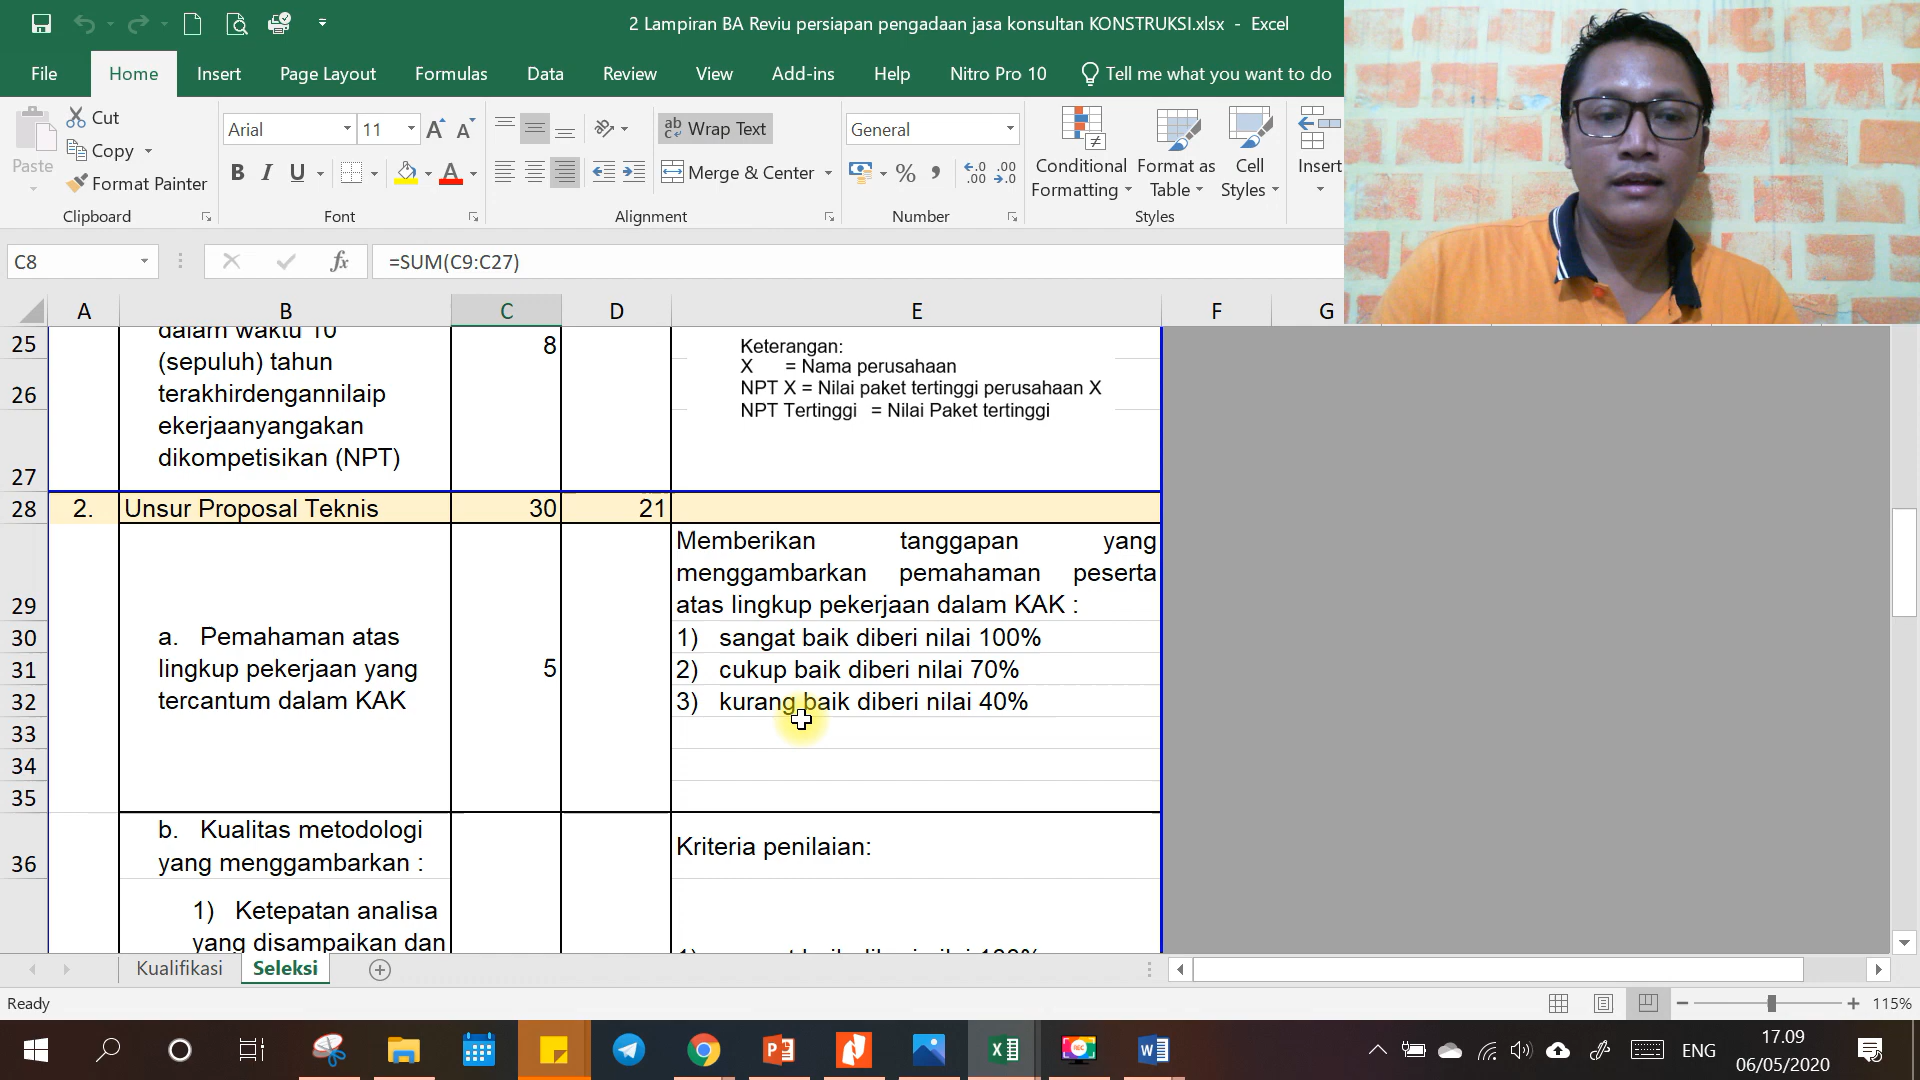 2 Lampiran BA Reviu persiapan pengadaan jasa konsultan KONSTRUKSI.xlsx - Excel
File Home Insert Page Layout Formulas Data Review View Add-ins Help Nitro Pro 10 Tell me what you want to do
Paste
Cut
Copy
Format Painter
Clipboard
Arial 11
B I U
Font
Wrap Text
Merge & Center
Alignment
General
Number
Conditional Formatting
Format as Table
Cell Styles
Styles
Insert
C8
fx =SUM(C9:C27)
A B C D E F G
25
26
27
dalam waktu 10
(sepuluh) tahun
terakhirdengannilaip
ekerjaanyangakan
dikompetisikan (NPT)
8
Keterangan:
X = Nama perusahaan
NPT X = Nilai paket tertinggi perusahaan X
NPT Tertinggi = Nilai Paket tertinggi
28 2. Unsur Proposal Teknis 30 21
29
30
31
32
33
34
35
a. Pemahaman atas
lingkup pekerjaan yang
tercantum dalam KAK
5
Memberikan tanggapan yang
menggambarkan pemahaman peserta
atas lingkup pekerjaan dalam KAK :
1) sangat baik diberi nilai 100%
2) cukup baik diberi nilai 70%
3) kurang baik diberi nilai 40%
36
b. Kualitas metodologi
yang menggambarkan :
Kriteria penilaian:
1) Ketepatan analisa
yang disampaikan dan
Kualifikasi Seleksi
Ready
115%
ENG
17.09
06/05/2020